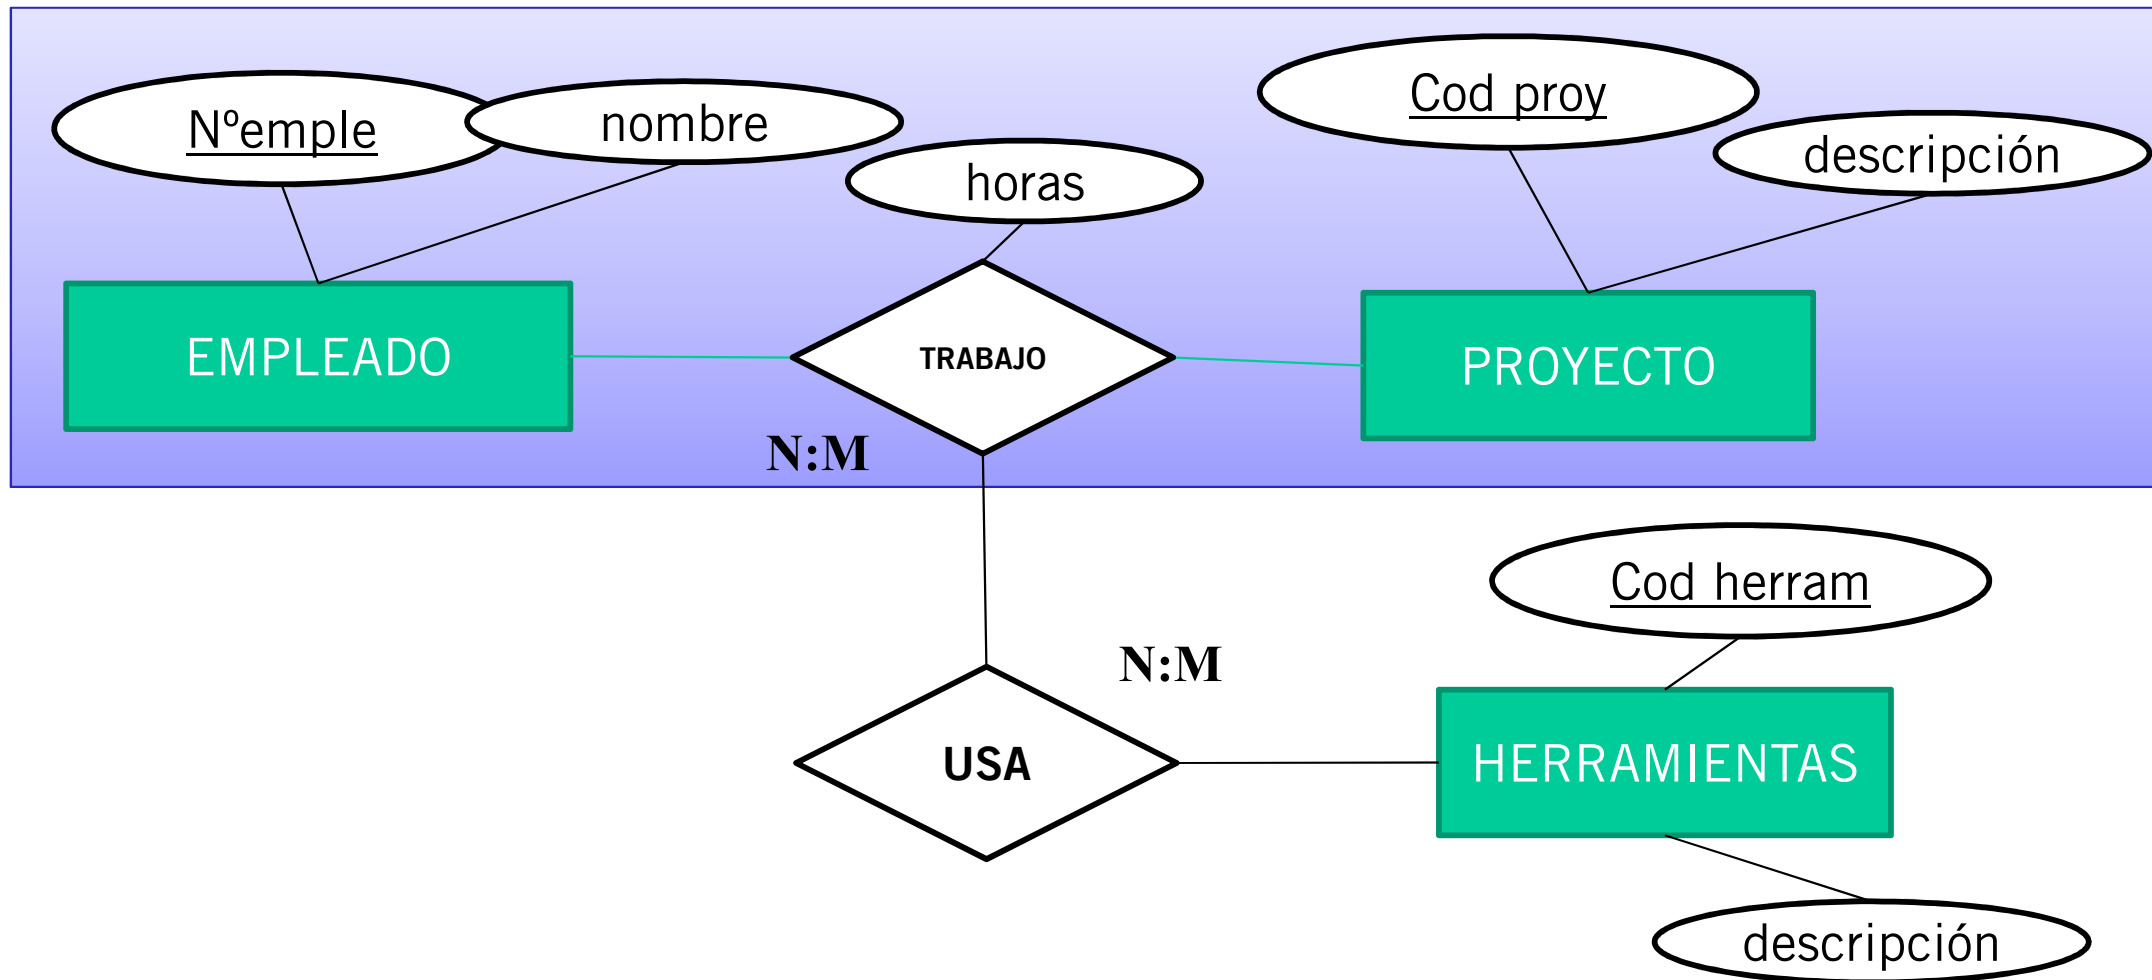 Nºemple
nombre
horas
Cod proy
descripción
EMPLEADO
TRABAJO
PROYECTO
N:M
Cod herram
N:M
USA
HERRAMIENTAS
descripción